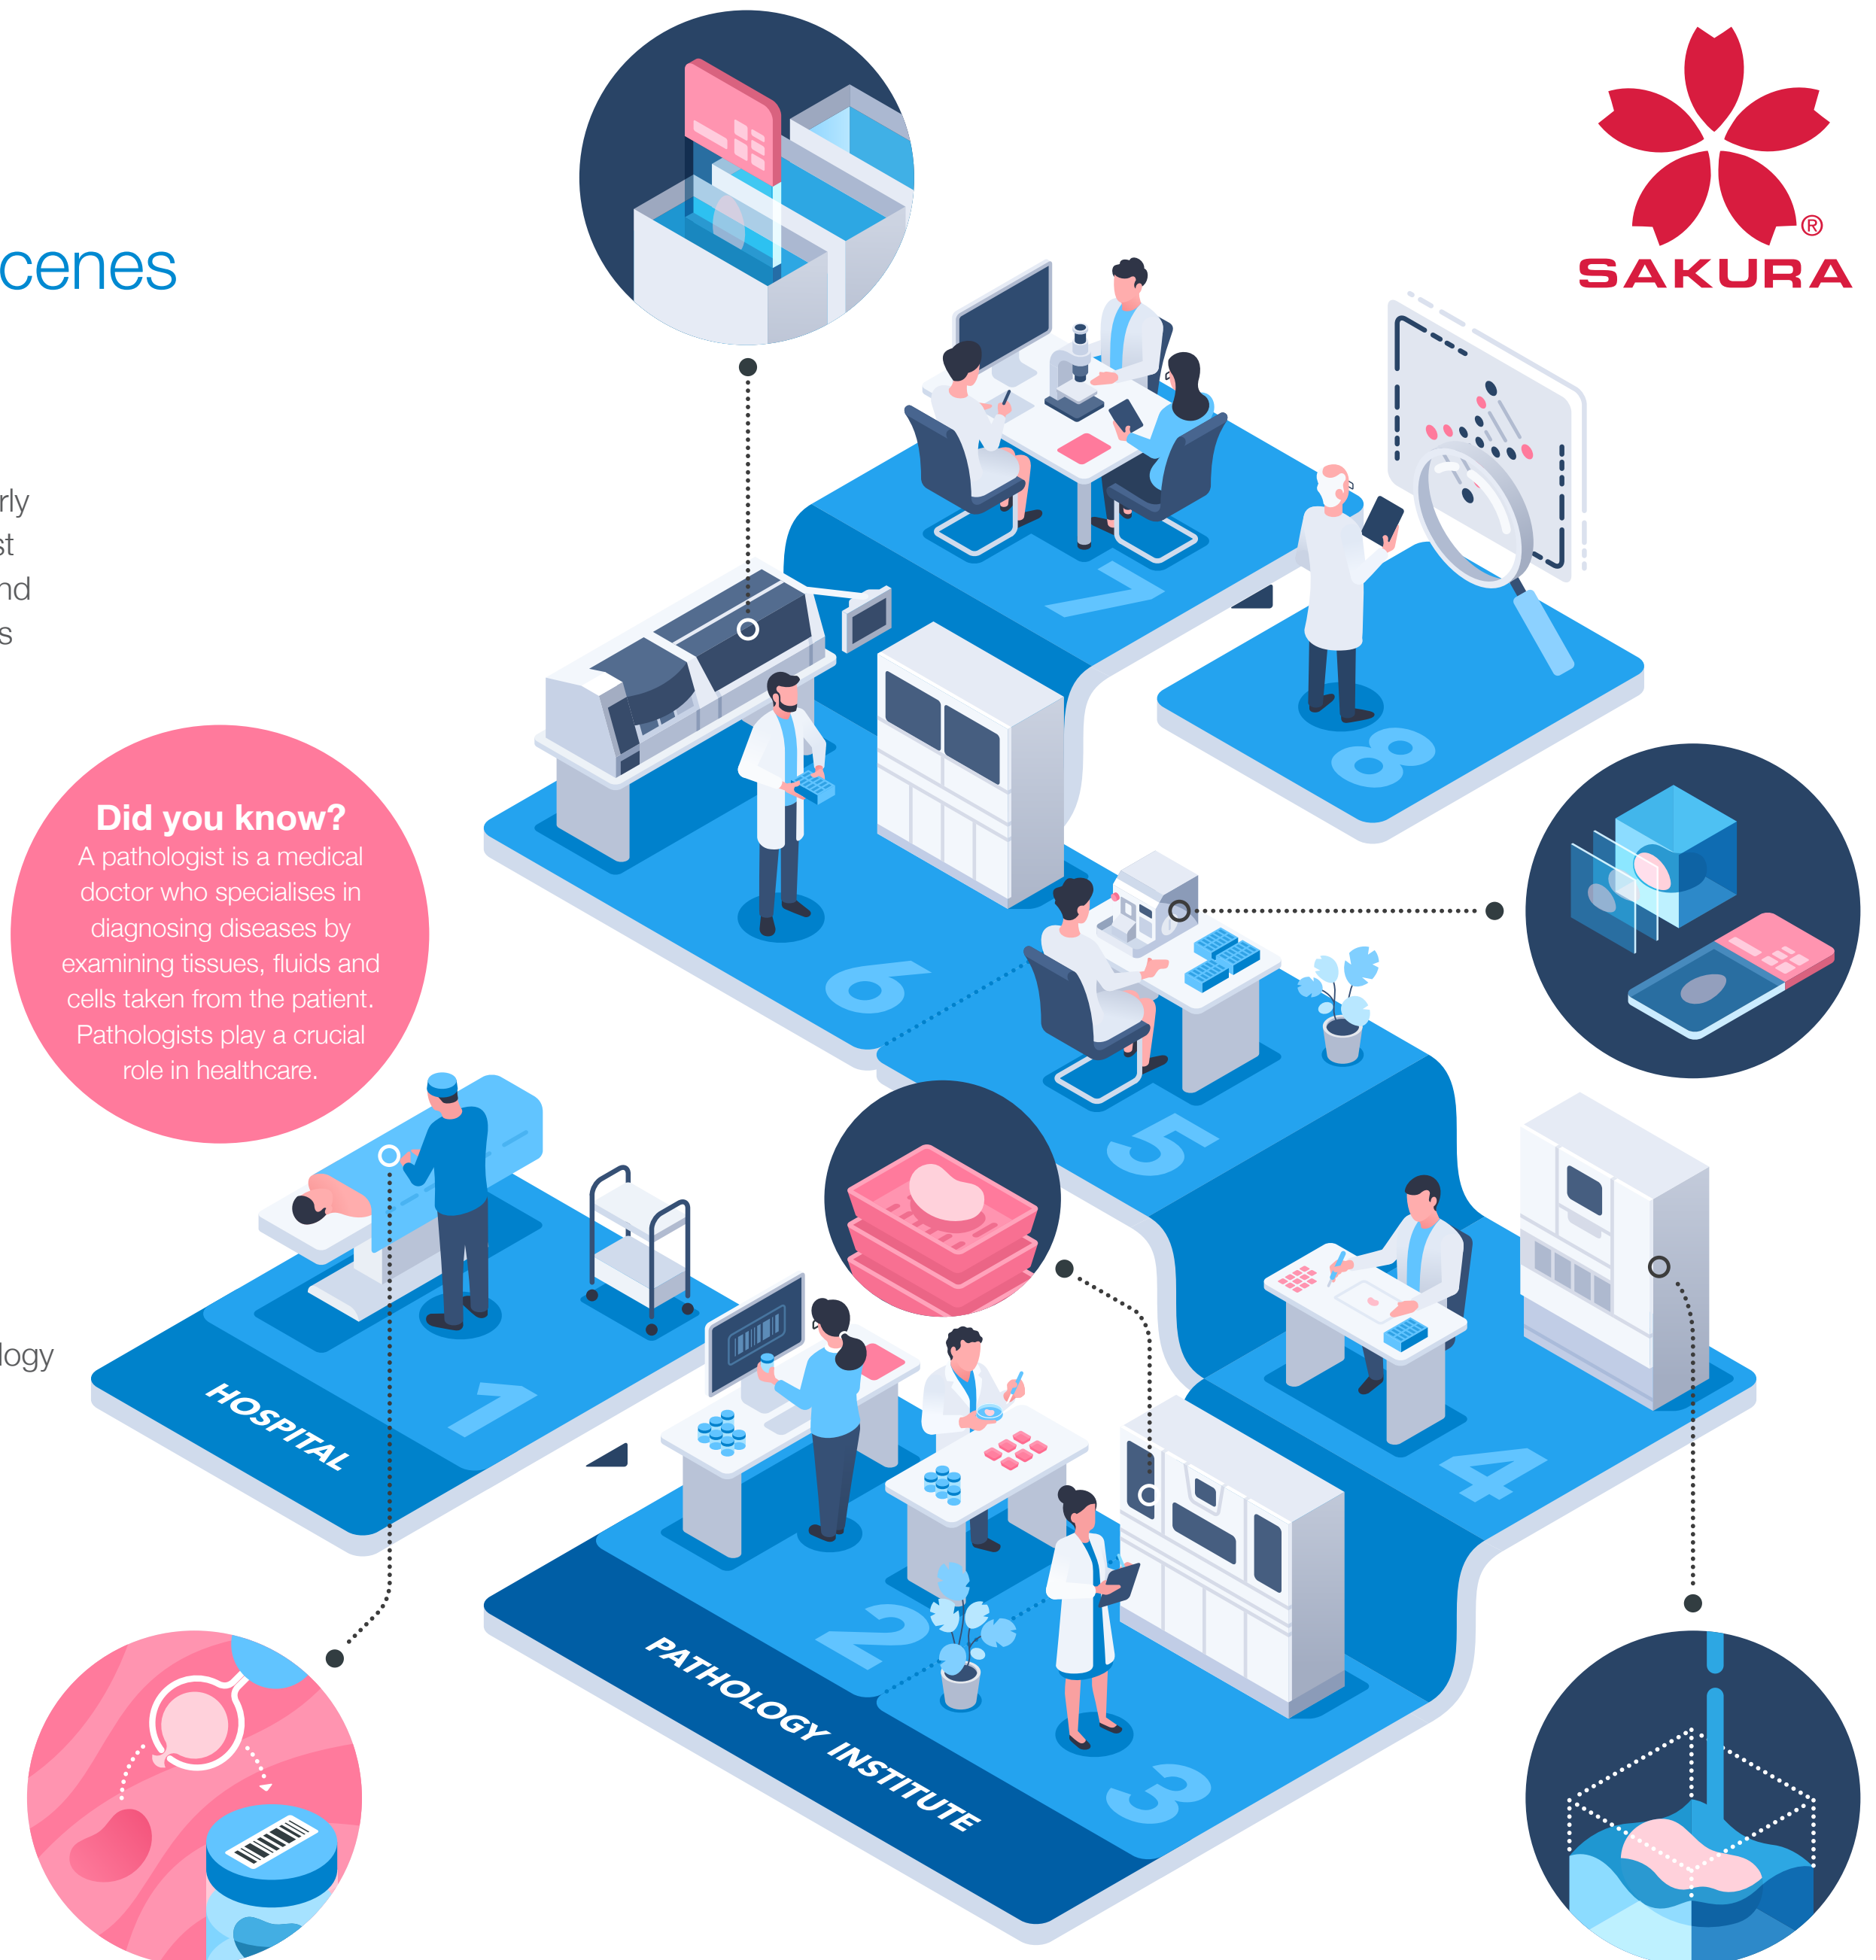 SAKURA
®
cenes
rly
st
nd
s
7
8
Did you know?
A pathologist is a medical
doctor who specialises in
diagnosing diseases by
examining tissues, fluids and
cells taken from the patient.
Pathologists play a crucial
role in healthcare.
6
5
logy
HOSPITAL
1
4
2
PATHOLOGY INSTITUTE
3